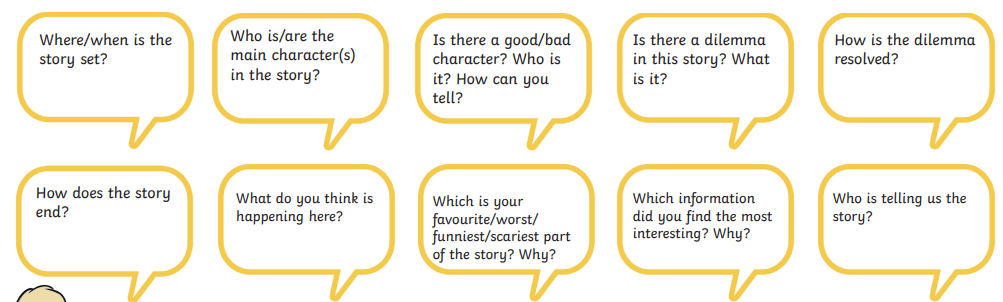 Where/when is the
story set?
Who is/are the
main character(s)
in the story?
Is there a good/bad
character? Who is
it? How can you
tell?
Is there a dilemma
in this story? What
is it?
How is the dilemma
resolved?
How does the story
end?
What do you think is
happening here?
Which is your
favourite/worst/
funniest/scariest part
of the story? Why?
Which information
did you find the most
interesting? Why?
Who is telling us the
story?